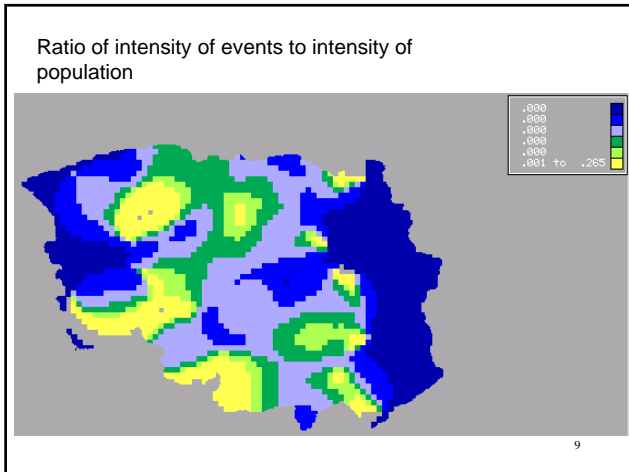 Ratio of intensity of events to intensity of
population
.000
.000
.000
.000
.000
.001 to .265
9